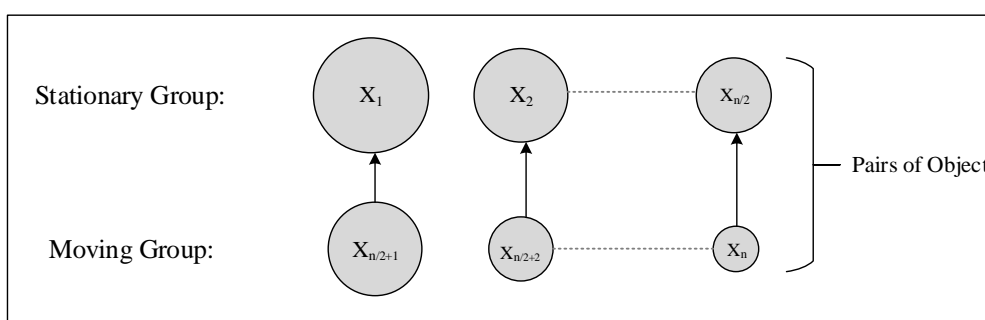 Stationary Group:
X₁
X₂
Xₙ/₂
Pairs of Object
Moving Group:
Xₙ/₂₊₁
Xₙ/₂₊₂
Xₙ